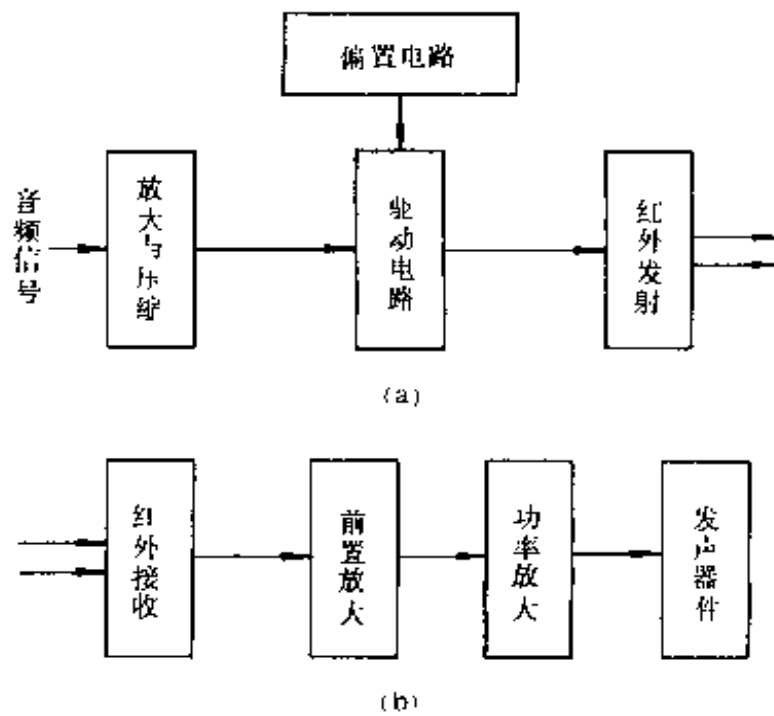 偏置电路
音频信号
放大与压缩
驱动电路
红外发射
(a)
红外接收
前置放大
功率放大
发声器件
(b)